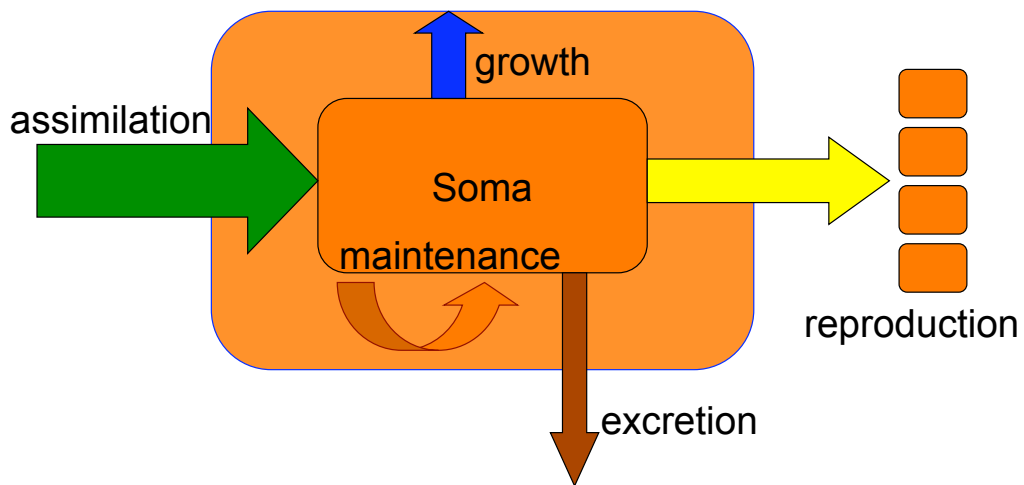 growth
assimilation
Soma
maintenance
reproduction
excretion